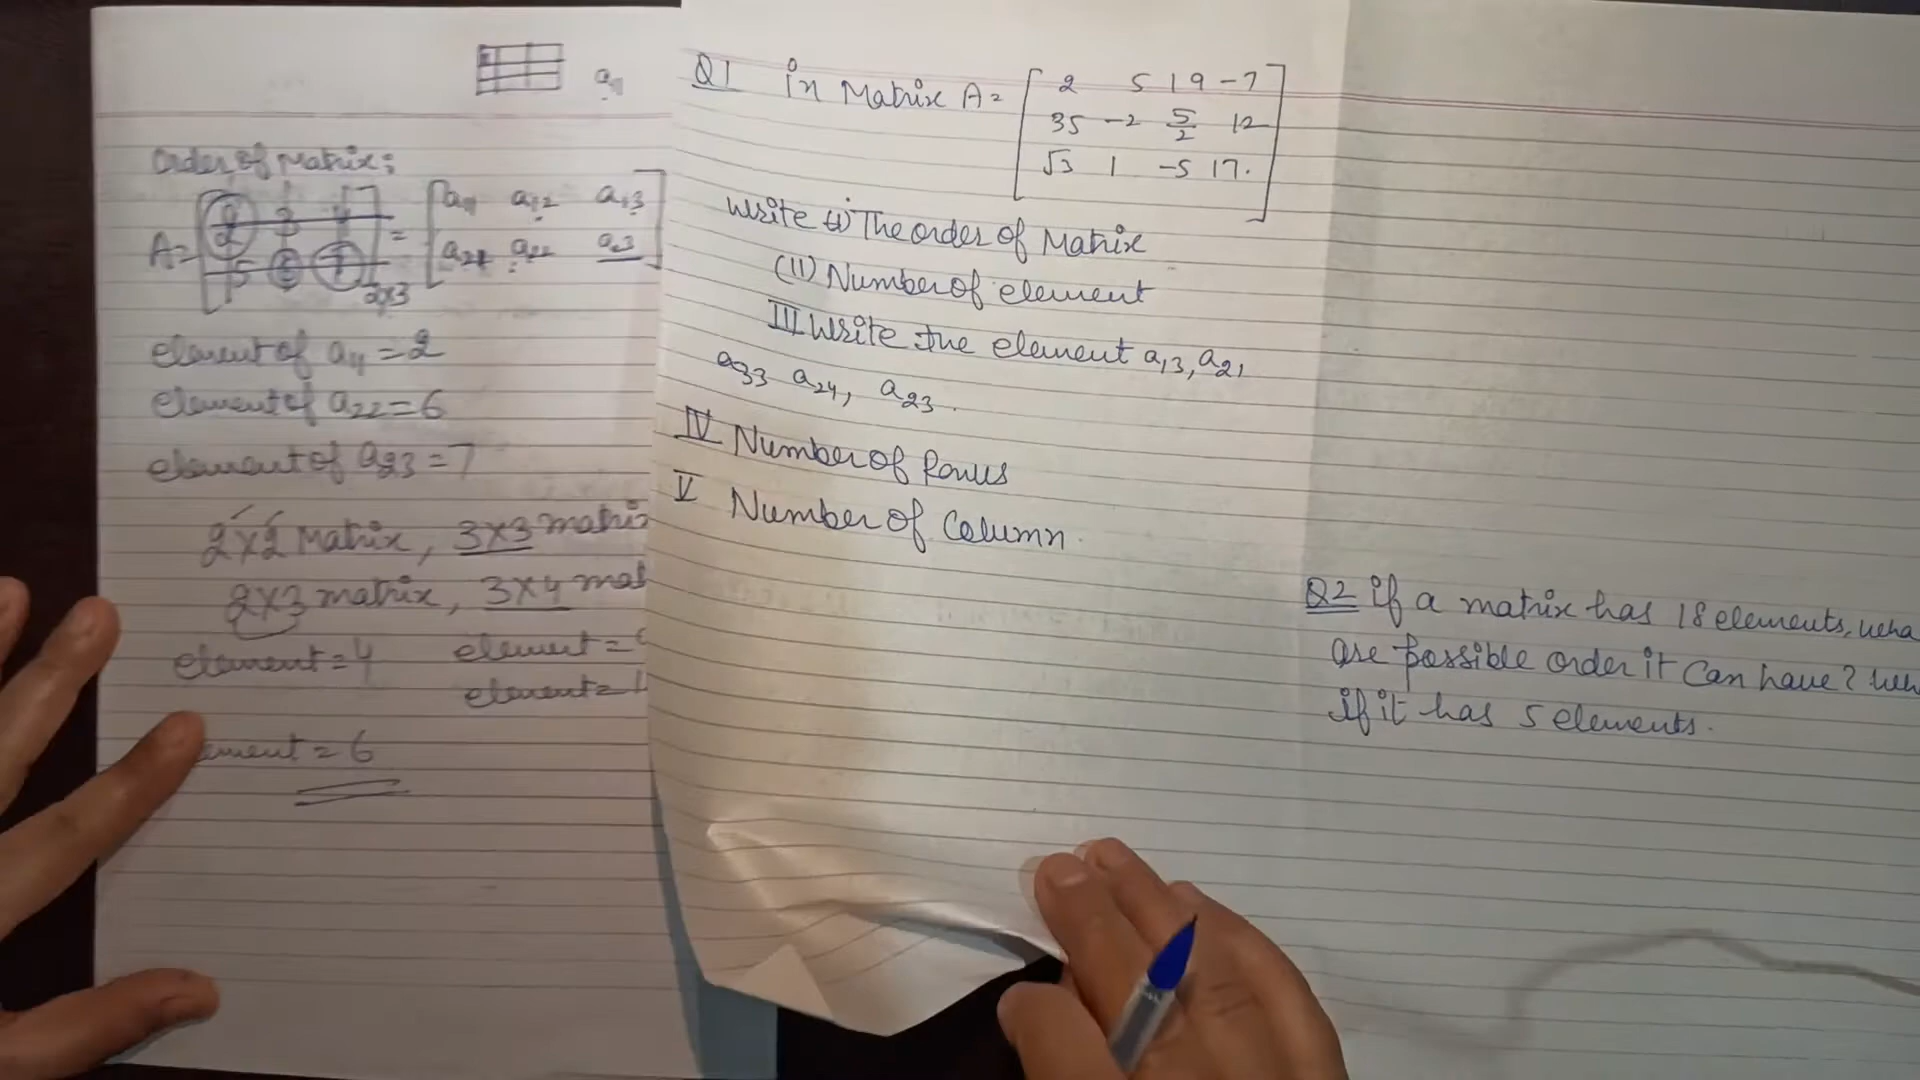 a11
Order of Matrix:
A= [2 3 4 = [a11 a12 a13
5 6 7] 2x3 a21 a22 a23]
element of a11 = 2
element of a22 = 6
element of a23 = 7
2x2 Matrix, 3x3
2x3 matrix, 3x4
element = 4 element =
element =
= 6
Q1 in Matrix A = [2 5 19 -7
35 -2 5/2 12
√3 1 -5 17.]
Write (i) The order of Matrix
(II) Number of element
III Write the element a13, a21,
a33 a24, a23.
IV Number of Rows
V Number of Column.
Q2 if a matrix has 18 elements,
are possible order it can have?
if it has 5 elements.